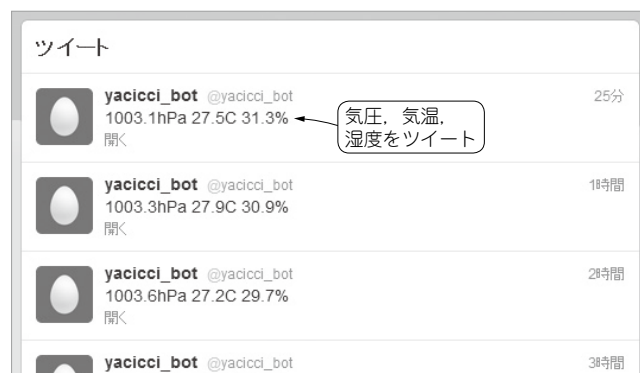 ツイート
yacicci_bot @yacicci_bot 25分
1003.1hPa 27.5C 31.3%
開く
気圧，気温，
湿度をツイート
yacicci_bot @yacicci_bot 1時間
1003.3hPa 27.9C 30.9%
開く
yacicci_bot @yacicci_bot 2時間
1003.6hPa 27.2C 29.7%
開く
yacicci_bot @yacicci_bot 3時間